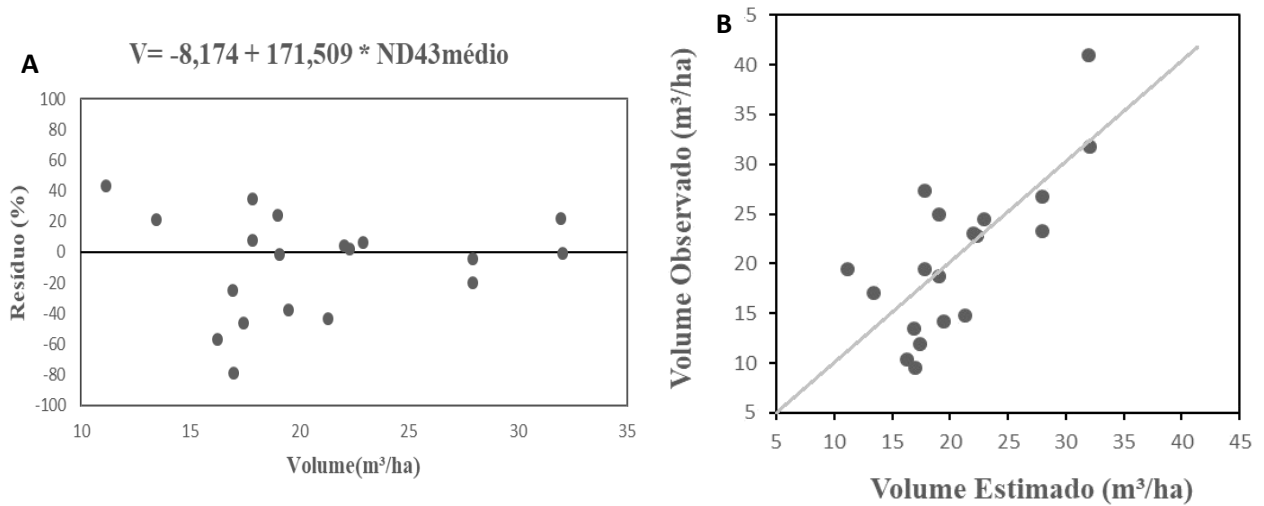 A
V= -8,174 + 171,509 * ND43médio
Resíduo (%)
100
80
60
40
20
0
-20
-40
-60
-80
-100
10 15 20 25 30 35
Volume(m³/ha)
B
Volume Observado (m³/ha)
5
40
35
30
25
20
15
10
5
5 10 15 20 25 30 35 40 45
Volume Estimado (m³/ha)